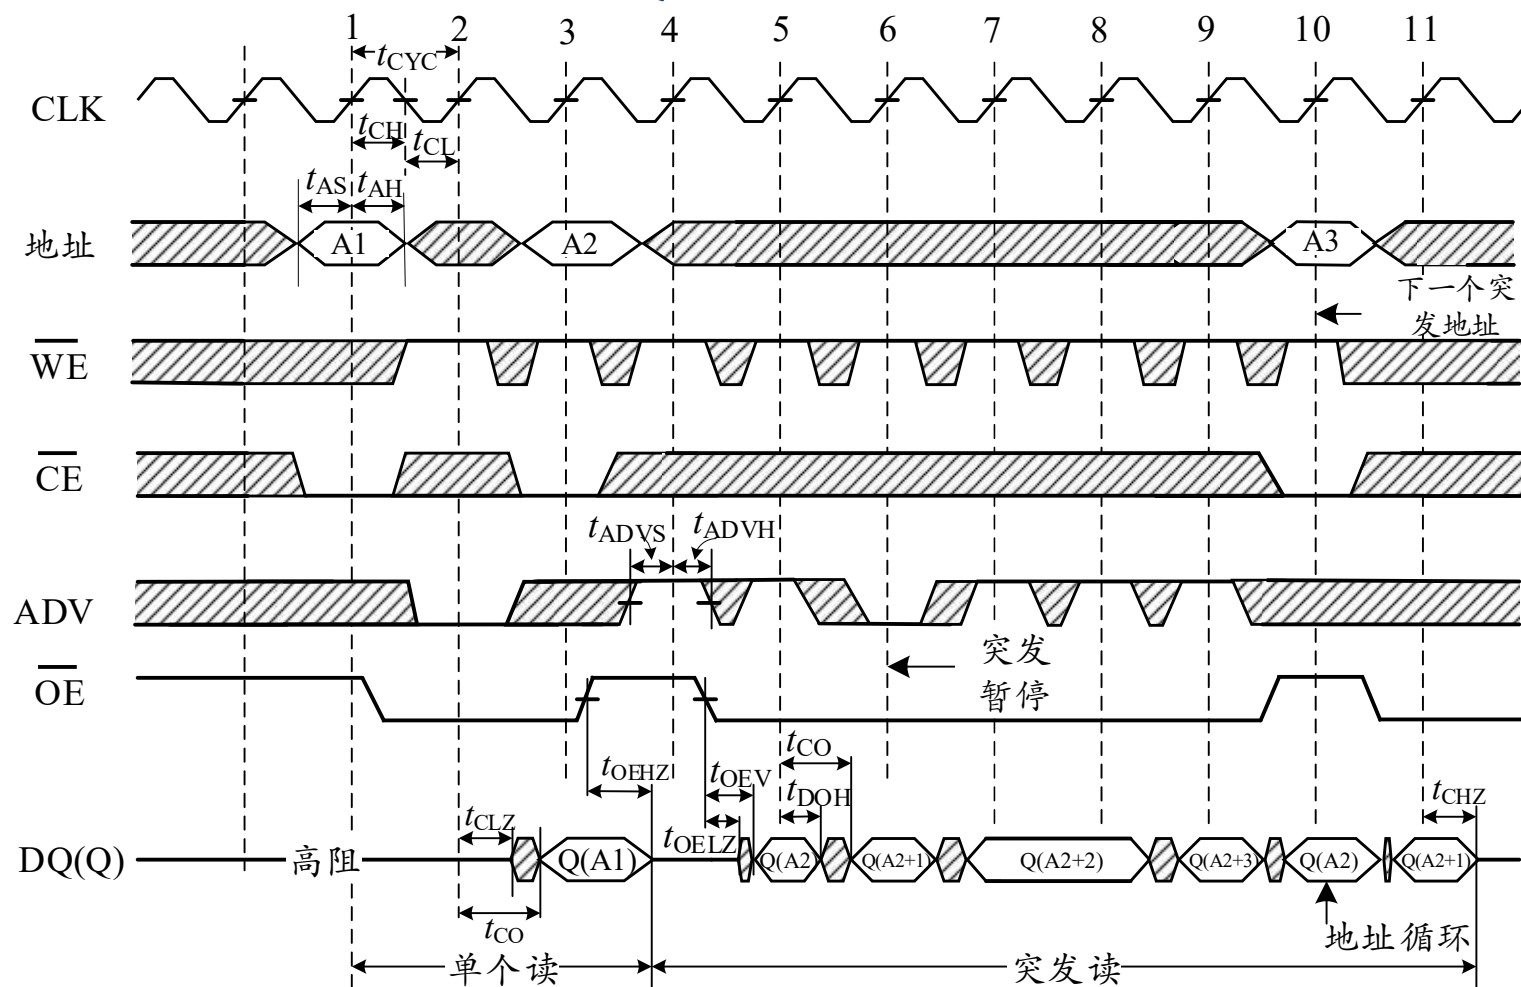 1 2 3 4 5 6 7 8 9 10 11
tCYC
CLK
tCH
tCL
tAS tAH
地址 A1 A2 A3
下一个突
发地址
WE
CE
tADVS tADVH
ADV
突发
暂停
OE
tCO
tOEHZ tOEV tDOH tCHZ
tCLZ tOELZ
DQ(Q) 高阻 Q(A1) Q(A2) Q(A2+1) Q(A2+2) Q(A2+3) Q(A2) Q(A2+1)
tCO 地址循环
单个读 突发读